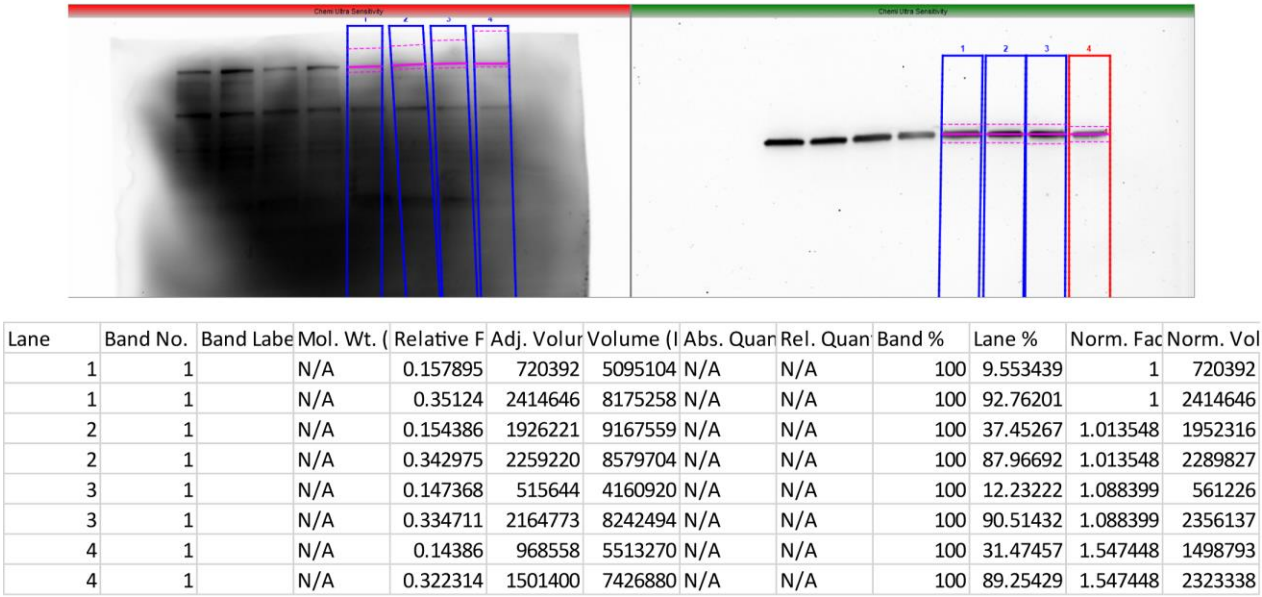 Chemi Ultra Sensitivity Chemi Ultra Sensitivity
1 2 3 4
1 2 3 4
Lane Band No. Band Labe Mol. Wt. ( Relative F Adj. Volur Volume (I Abs. Quan Rel. Quan Band % Lane % Norm. Fac Norm. Vol
1 1 N/A 0.157895 720392 5095104 N/A N/A 100 9.553439 1 720392
1 1 N/A 0.35124 2414646 8175258 N/A N/A 100 92.76201 1 2414646
2 1 N/A 0.154386 1926221 9167559 N/A N/A 100 37.45267 1.013548 1952316
2 1 N/A 0.342975 2259220 8579704 N/A N/A 100 87.96692 1.013548 2289827
3 1 N/A 0.147368 515644 4160920 N/A N/A 100 12.23222 1.088399 561226
3 1 N/A 0.334711 2164773 8242494 N/A N/A 100 90.51432 1.088399 2356137
4 1 N/A 0.14386 968558 5513270 N/A N/A 100 31.47457 1.547448 1498793
4 1 N/A 0.322314 1501400 7426880 N/A N/A 100 89.25429 1.547448 2323338